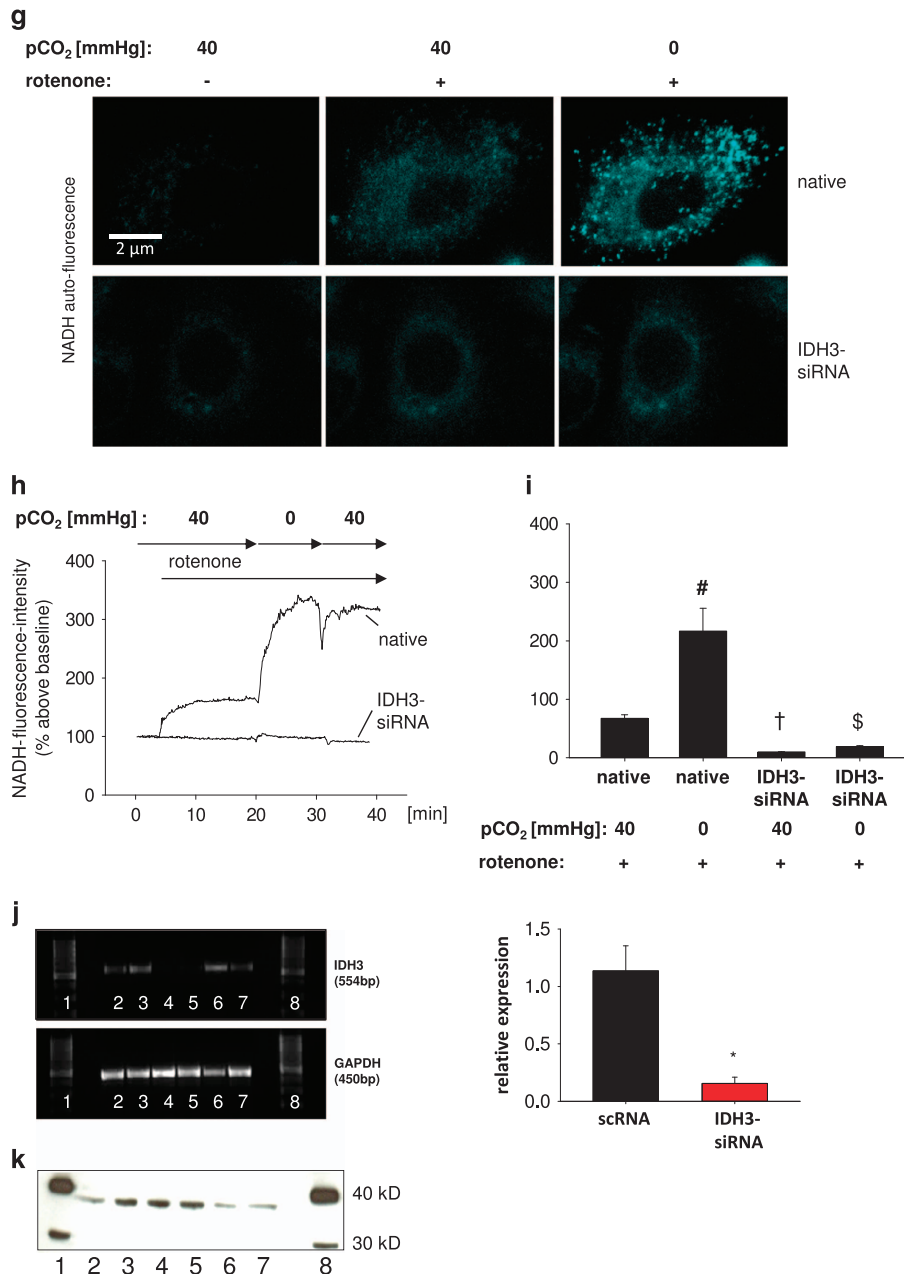 g
pCO₂ [mmHg]: 40 40 0
rotenone: - + +
NADH auto-fluorescence
2 µm
native
IDH3-
siRNA
h
pCO₂ [mmHg] : 40 0 40
rotenone
NADH-fluorescence-intensity
(% above baseline)
400
300
200
100
0
native
IDH3-
siRNA
0 10 20 30 40 [min]
i
400
300
200
100
0
#
†
$
native native IDH3- IDH3-
siRNA siRNA
pCO₂ [mmHg]: 40 0 40 0
rotenone: + + + +
j
IDH3
(554bp)
1 2 3 4 5 6 7 8
GAPDH
(450bp)
1 2 3 4 5 6 7 8
relative expression
1.5
1.0
0.5
0.0
*
scRNA IDH3-
siRNA
k
40 kD
30 kD
1 2 3 4 5 6 7 8